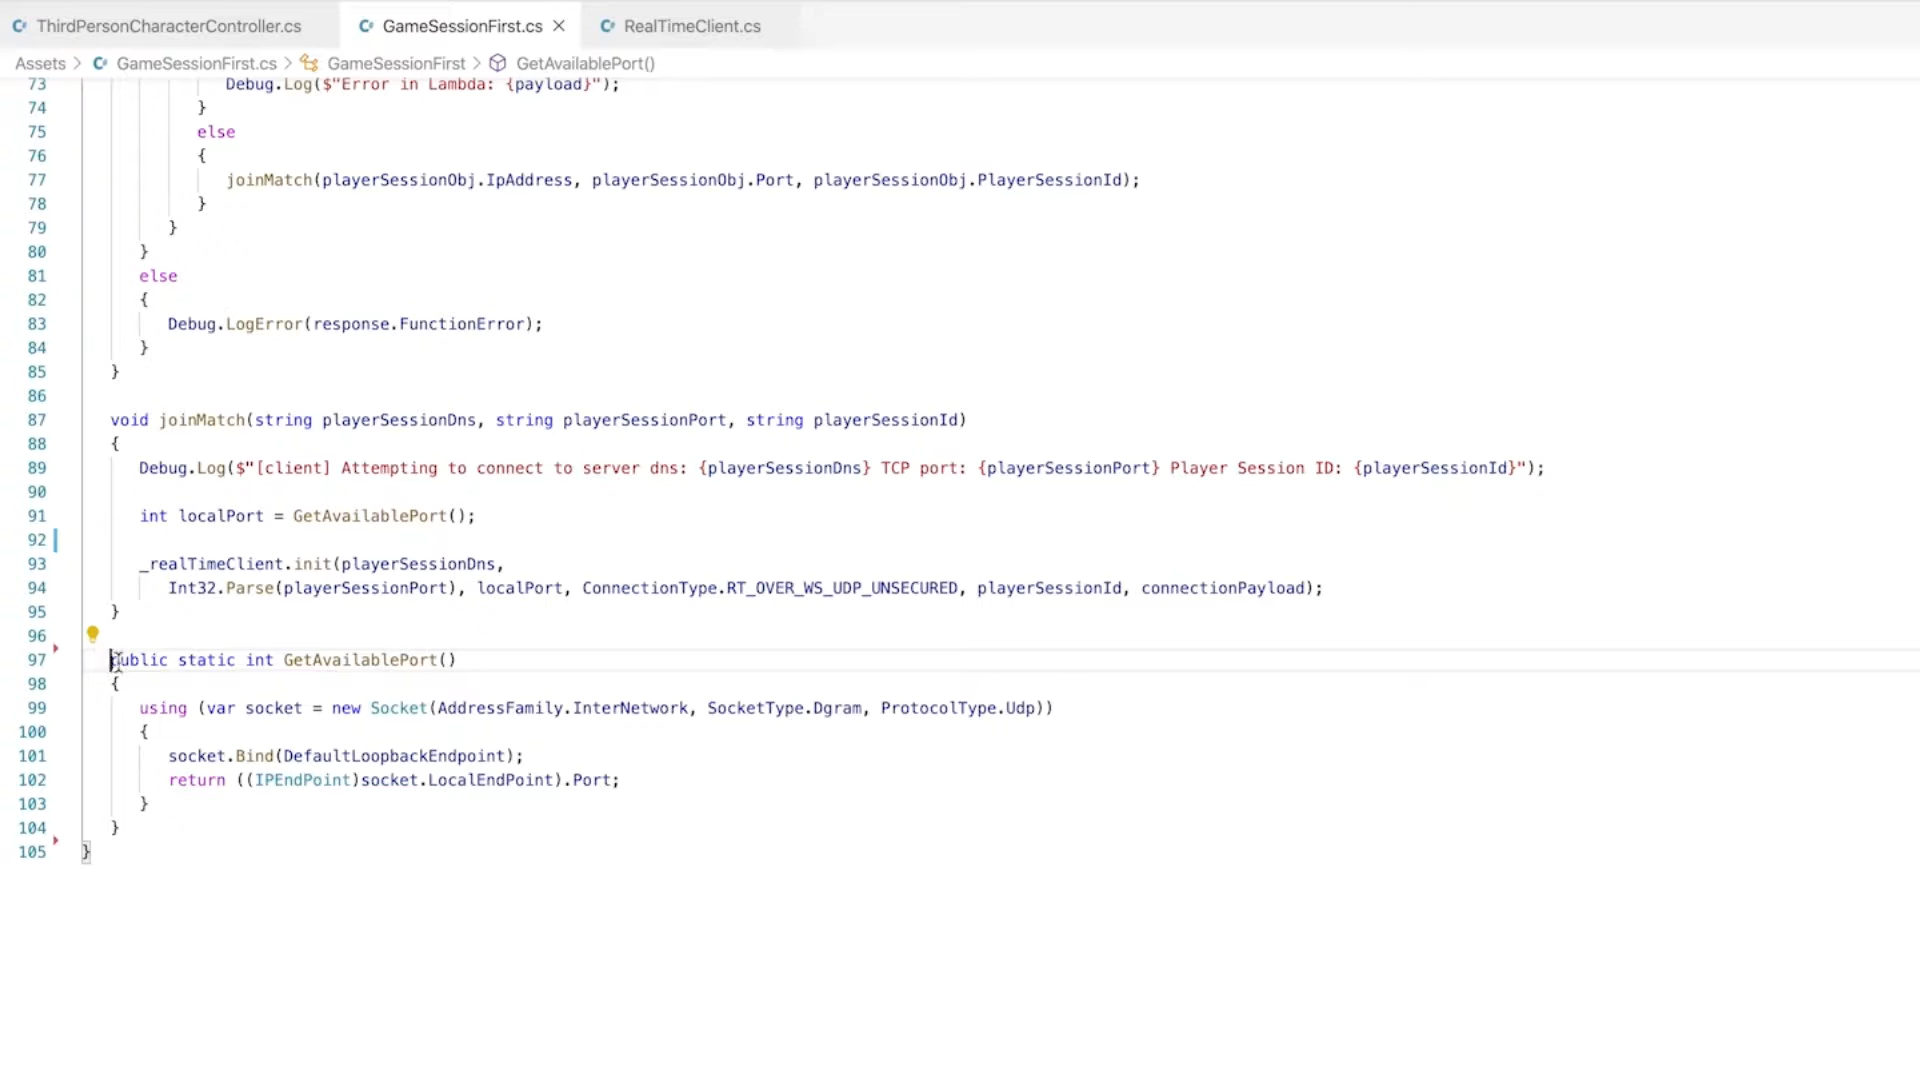 ThirdPersonCharacterController.cs GameSessionFirst.cs RealTimeClient.cs
Assets > GameSessionFirst.cs > GameSessionFirst > GetAvailablePort()
73 Debug.Log($"Error in Lambda: {payload}");
74 }
75 else
76 {
77 joinMatch(playerSessionObj.IpAddress, playerSessionObj.Port, playerSessionObj.PlayerSessionId);
78 }
79 }
80 }
81 else
82 {
83 Debug.LogError(response.FunctionError);
84 }
85 }
86
87 void joinMatch(string playerSessionDns, string playerSessionPort, string playerSessionId)
88 {
89 Debug.Log($"[client] Attempting to connect to server dns: {playerSessionDns} TCP port: {playerSessionPort} Player Session ID: {playerSessionId}");
90
91 int localPort = GetAvailablePort();
92
93 _realTimeClient.init(playerSessionDns,
94 Int32.Parse(playerSessionPort), localPort, ConnectionType.RT_OVER_WS_UDP_UNSECURED, playerSessionId, connectionPayload);
95 }
96
97 public static int GetAvailablePort()
98 {
99 using (var socket = new Socket(AddressFamily.InterNetwork, SocketType.Dgram, ProtocolType.Udp))
100 {
101 socket.Bind(DefaultLoopbackEndpoint);
102 return ((IPEndPoint)socket.LocalEndPoint).Port;
103 }
104 }
105 }